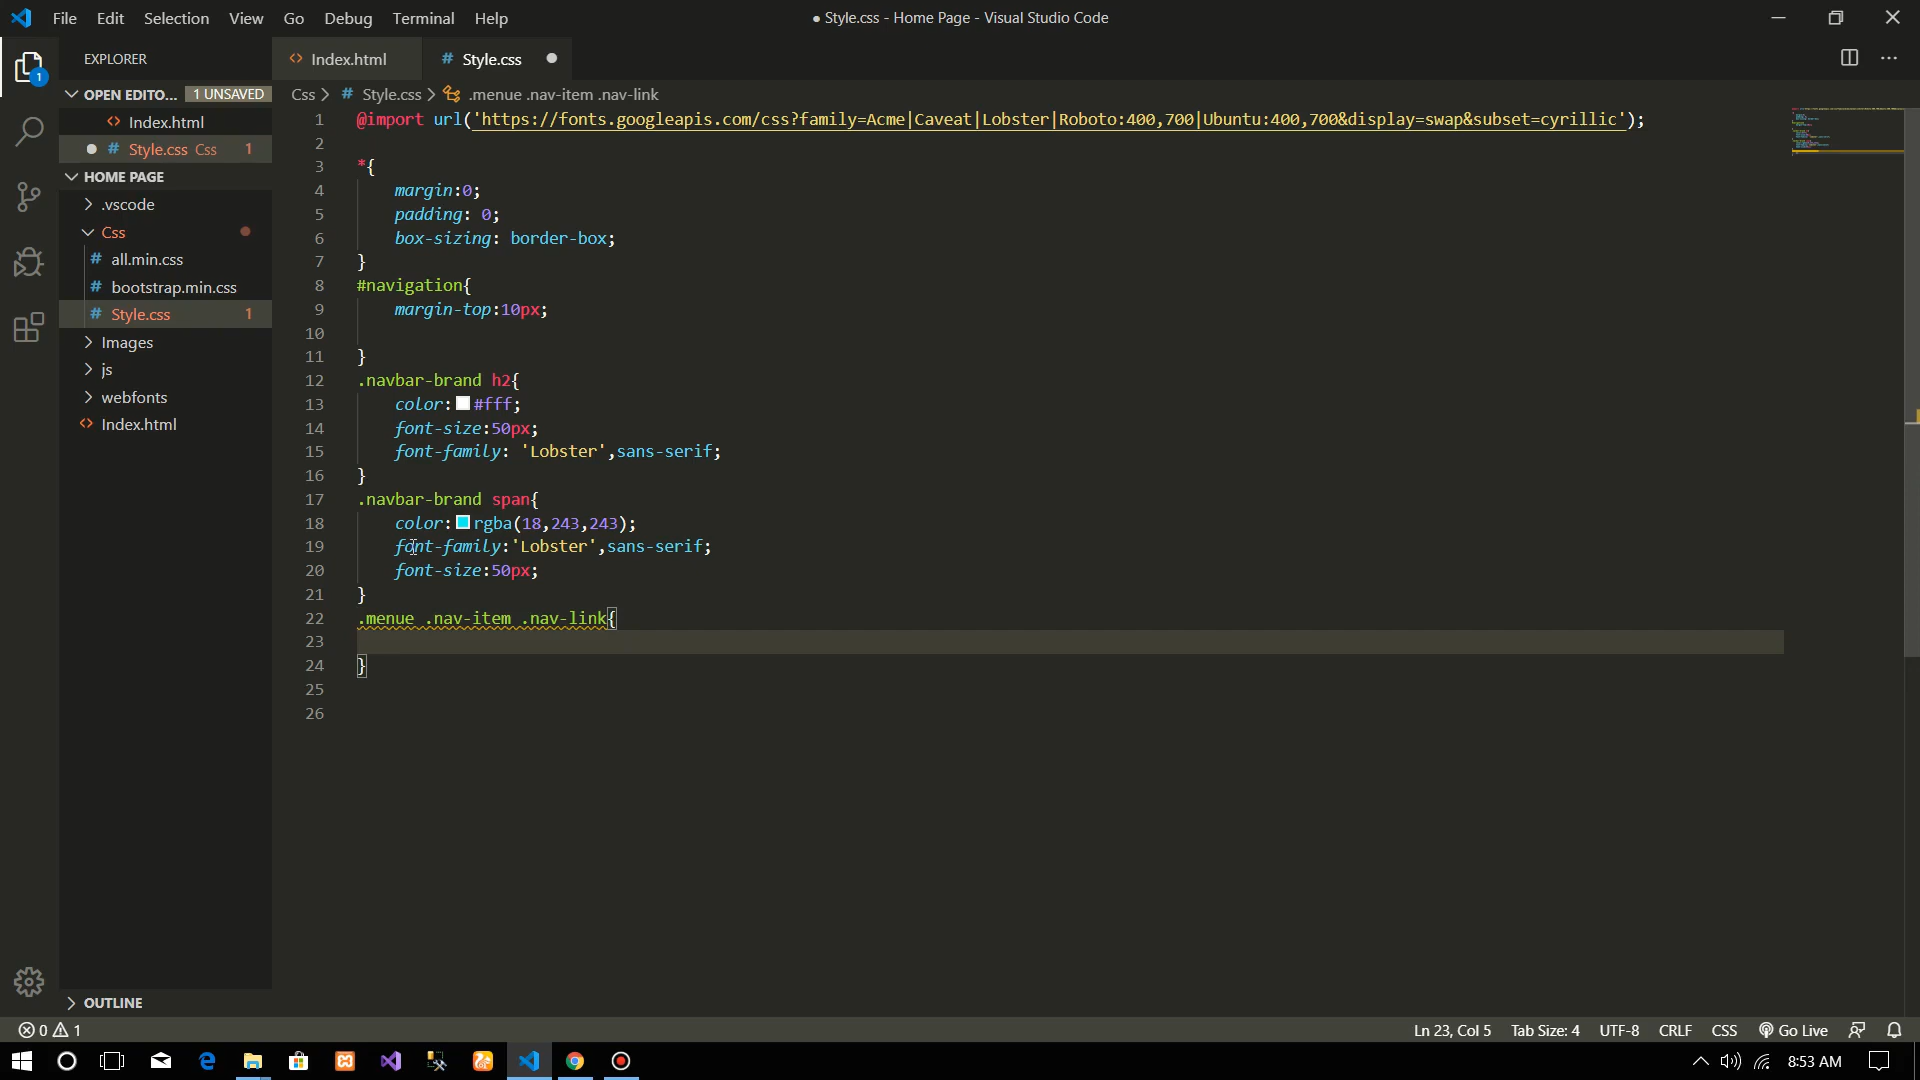 File Edit Selection View Go Debug Terminal Help
● Style.css - Home Page - Visual Studio Code
EXPLORER
Index.html
# Style.css
OPEN EDITO... 1 UNSAVED
Css > # Style.css > .menue .nav-item .nav-link
Index.html
# Style.css Css 1
HOME PAGE
.vscode
Css
# all.min.css
# bootstrap.min.css
# Style.css 1
Images
js
webfonts
Index.html
1 @import url('https://fonts.googleapis.com/css?family=Acme|Caveat|Lobster|Roboto:400,700|Ubuntu:400,700&display=swap&subset=cyrillic');
2
3 *{
4 margin:0;
5 padding: 0;
6 box-sizing: border-box;
7 }
8 #navigation{
9 margin-top:10px;
10
11 }
12 .navbar-brand h2{
13 color:#fff;
14 font-size:50px;
15 font-family: 'Lobster',sans-serif;
16 }
17 .navbar-brand span{
18 color:rgba(18,243,243);
19 font-family:'Lobster',sans-serif;
20 font-size:50px;
21 }
22 .menue .nav-item .nav-link{
23
24 }
25
26
1
OUTLINE
0 1
Ln 23, Col 5 Tab Size: 4 UTF-8 CRLF CSS Go Live
8:53 AM